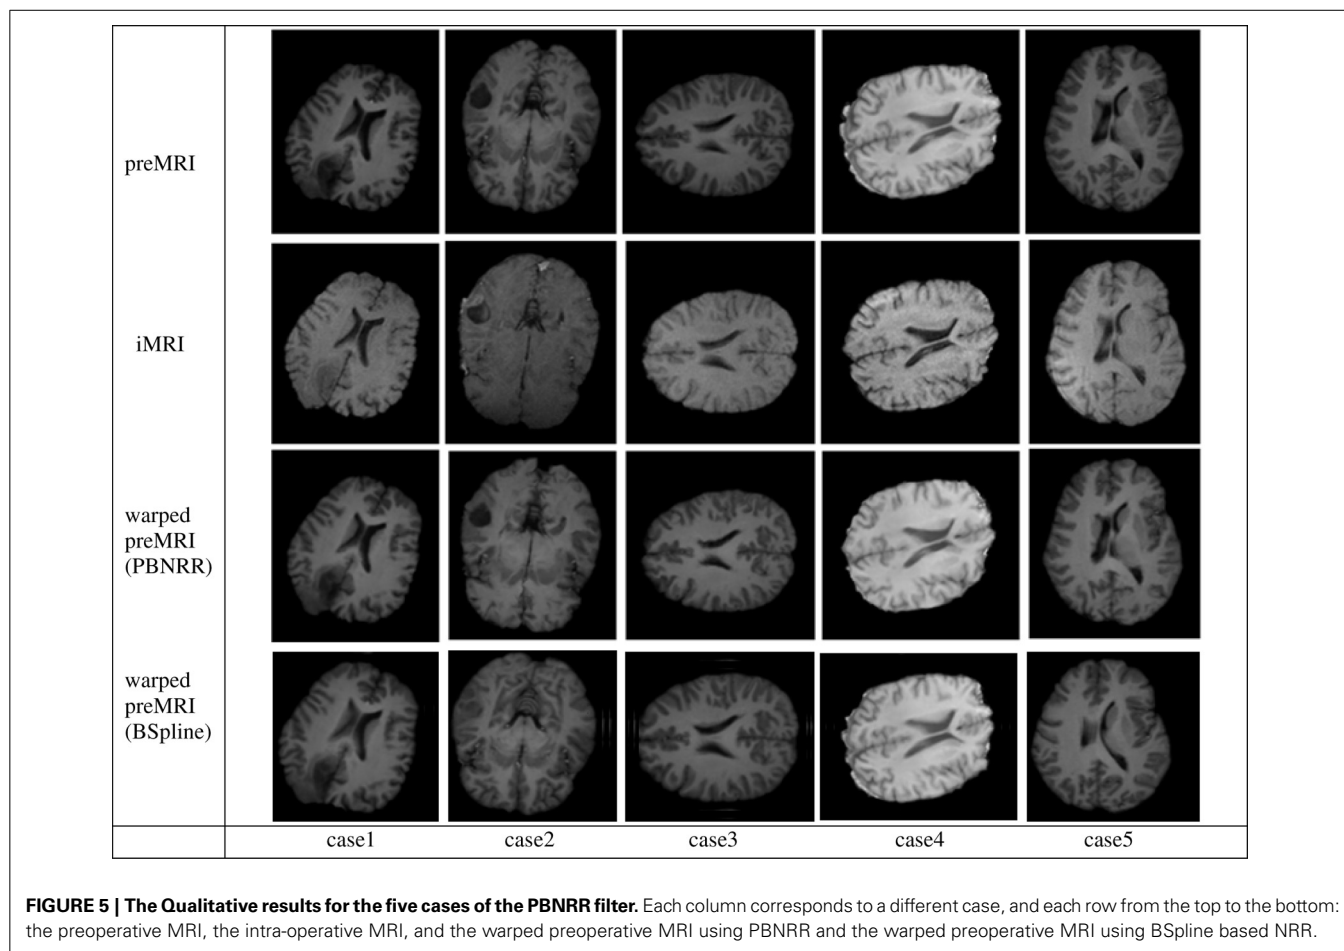 preMRI
iMRI
warped
preMRI
(PBNRR)
warped
preMRI
(BSpline)
case1 case2 case3 case4 case5
FIGURE 5 | The Qualitative results for the five cases of the PBNRR filter. Each column corresponds to a different case, and each row from the top to the bottom:
the preoperative MRI, the intra-operative MRI, and the warped preoperative MRI using PBNRR and the warped preoperative MRI using BSpline based NRR.